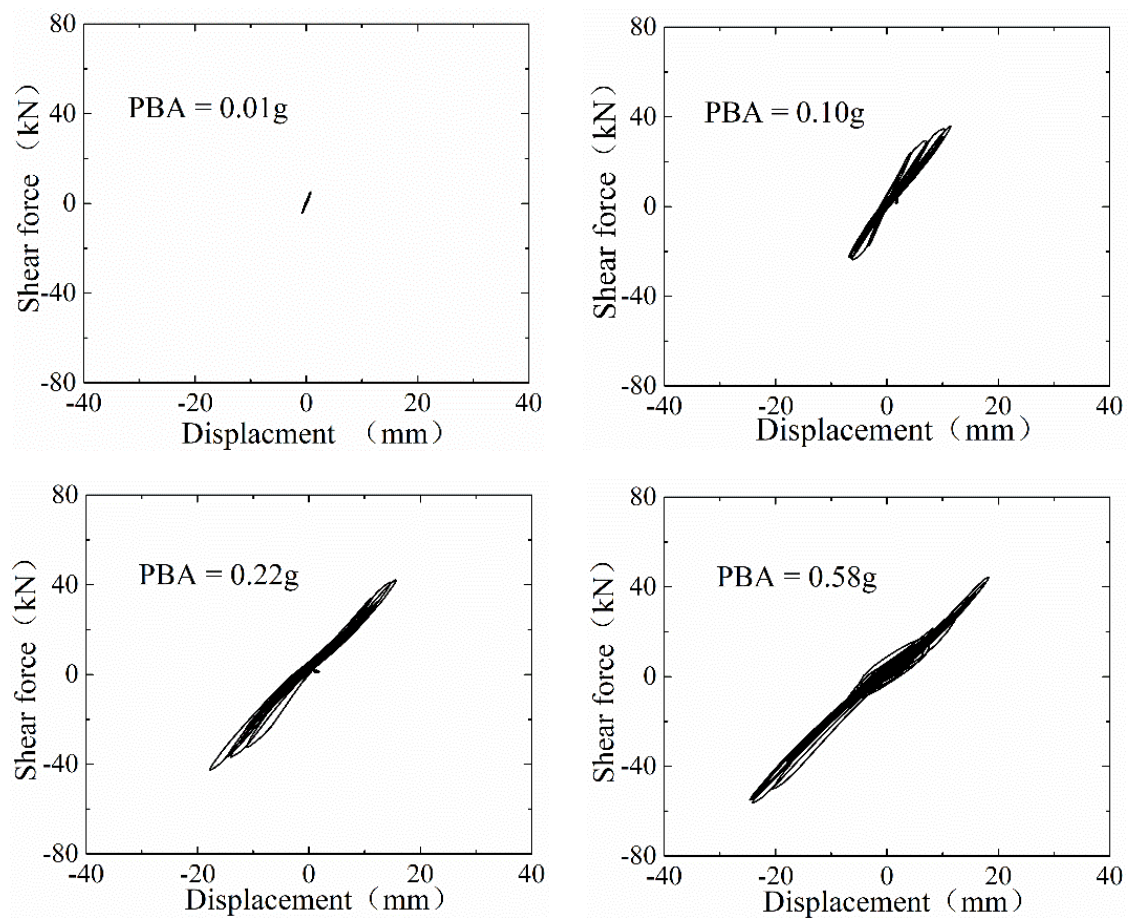 80
40
0
-40
-80
Shear force (kN)
PBA = 0.01g
-40 -20 0 20 40
Displacment (mm)
80
40
0
-40
-80
Shear force (kN)
PBA = 0.10g
-40 -20 0 20 40
Displacement (mm)
80
40
0
-40
-80
Shear force (kN)
PBA = 0.22g
-40 -20 0 20 40
Displacement (mm)
80
40
0
-40
-80
Shear force (kN)
PBA = 0.58g
-40 -20 0 20 40
Displacement (mm)